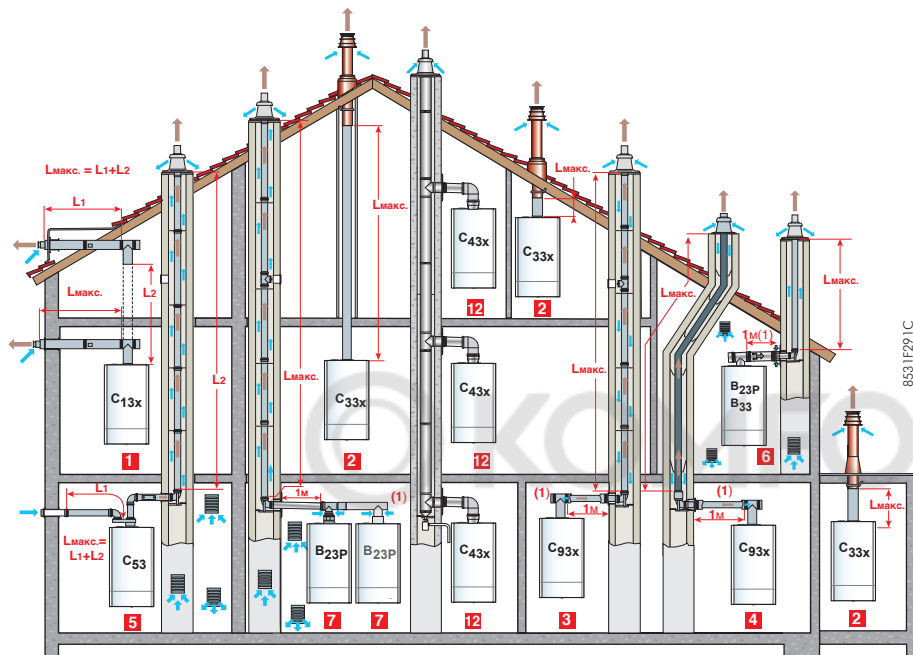 Lмакс. = L1+L2
L1
Lмакс.
L2
C13x
1
L1
Lмакс.=
L1+L2
C53
5
L2
Lмакс.
1м
(1)
B23P
B23P
7
7
Lмакс.
C33x
2
C43x
12
C43x
12
C43x
12
Lмакс.
C33x
2
Lмакс.
(1)
1м
C93x
3
Lмакс.
(1)
1м
C93x
4
Lмакс.
1м(1)
B23P
B33
6
Lмакс.
C33x
2
8531F291C
© KOMFO